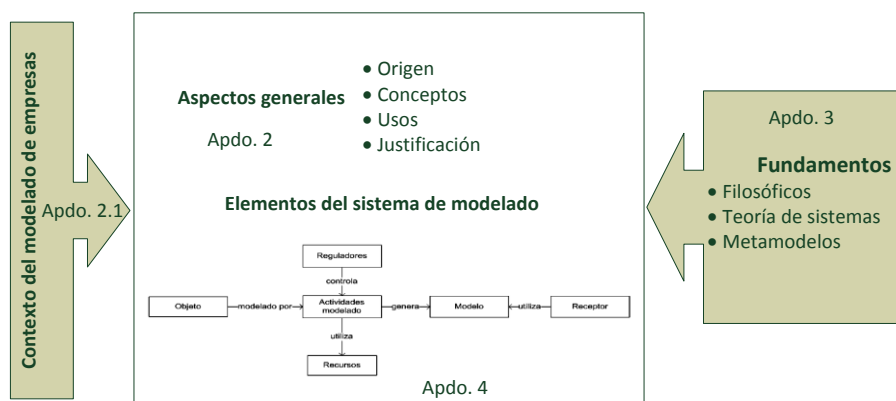 Contexto del modelado de empresas
Apdo. 2.1
Aspectos generales
Apdo. 2
• Origen
• Conceptos
• Usos
• Justificación
Elementos del sistema de modelado
Reguladores
controla
Objeto
modelado por
Actividades
modelado
genera
Modelo
utiliza
Receptor
utiliza
Recursos
Apdo. 4
Apdo. 3
Fundamentos
• Filosóficos
• Teoría de sistemas
• Metamodelos